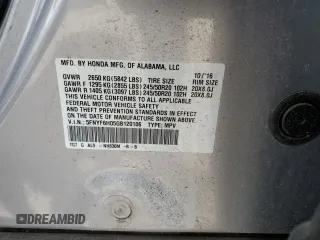 MFD. BY HONDA MFG. OF ALABAMA, LLC 10/'16
GVWR 2650 KG (5842 LBS) TIRE SIZE RIM SIZE
GAWR F 1295 KG (2855 LBS) 245/50R20 102H 20X8.0J
GAWR R 1405 KG (3097 LBS) 245/50R20 102H 20X8.0J
THIS VEHICLE CONFORMS TO ALL APPLICABLE
FEDERAL MOTOR VEHICLE SAFETY AND
BUMPER STANDARDS IN EFFECT ON THE
DATE OF MANUFACTURE SHOWN ABOVE.
V.I.N.: TYPE: MPV
AUTOBIDMASTER